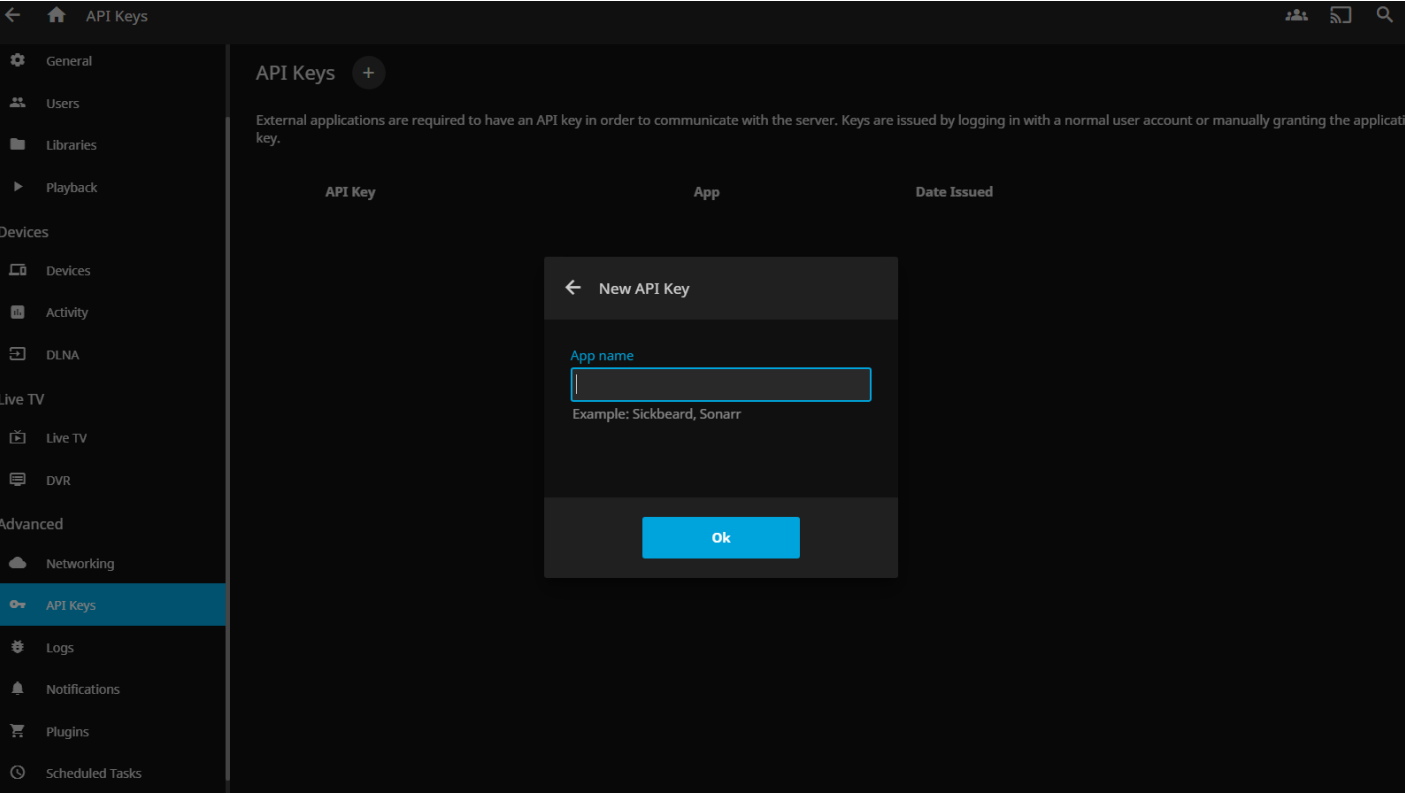 API Keys
General
Users
Libraries
Playback
Devices
Devices
Activity
DLNA
Live TV
Live TV
DVR
Advanced
Networking
API Keys
Logs
Notifications
Plugins
Scheduled Tasks
API Keys
External applications are required to have an API key in order to communicate with the server. Keys are issued by logging in with a normal user account or manually granting the applicati
key.
API Key App Date Issued
New API Key
App name
Example: Sickbeard, Sonarr
Ok